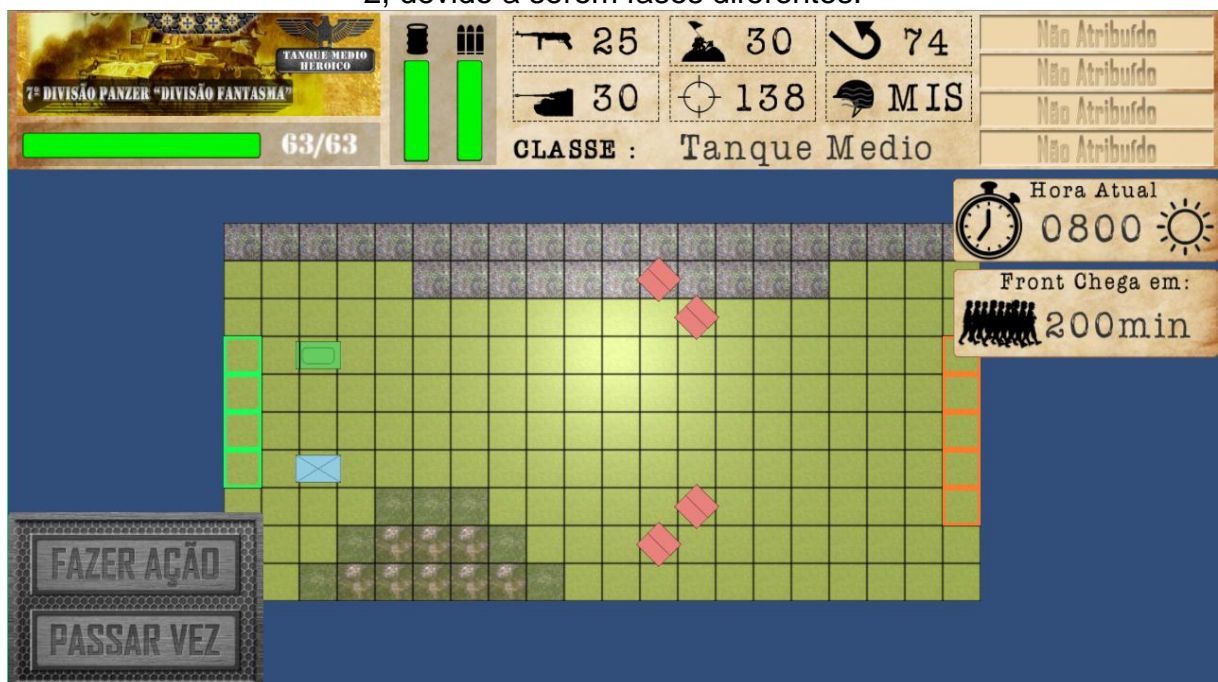 2, devido a serem fases diferentes.
TANQUE MEDIO
HEROICO
7ª DIVISÃO PANZER "DIVISÃO FANTASMA"
63/63
25
30
74
30
138
MIS
CLASSE : Tanque Medio
Não Atribuído
Não Atribuído
Não Atribuído
Não Atribuído
Hora Atual
0800
Front Chega em:
200min
FAZER AÇÃO
PASSAR VEZ